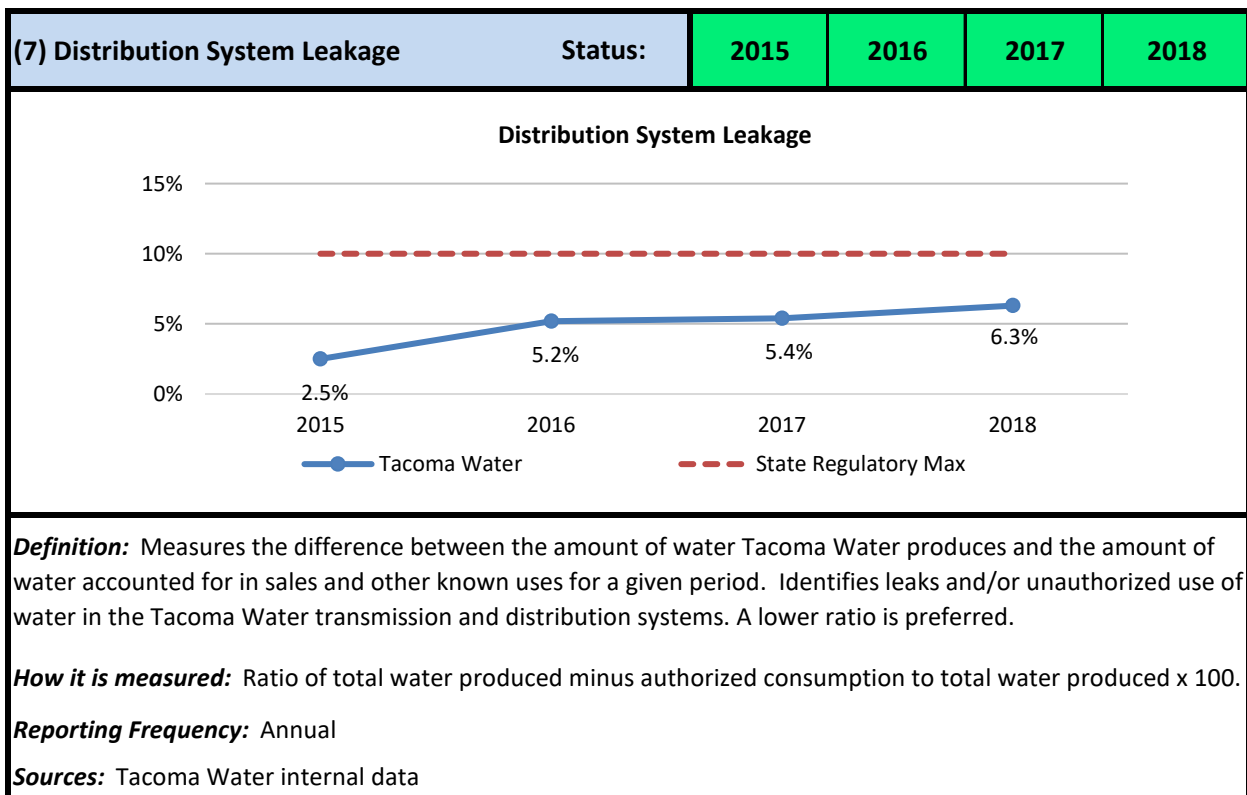 (7) Distribution System Leakage Status: 2015 2016 2017 2018
Distribution System Leakage
15%
10%
5%
0%
2.5%
5.2%
5.4%
6.3%
2015 2016 2017 2018
Tacoma Water State Regulatory Max
Definition: Measures the difference between the amount of water Tacoma Water produces and the amount of
water accounted for in sales and other known uses for a given period. Identifies leaks and/or unauthorized use of
water in the Tacoma Water transmission and distribution systems. A lower ratio is preferred.
How it is measured: Ratio of total water produced minus authorized consumption to total water produced x 100.
Reporting Frequency: Annual
Sources: Tacoma Water internal data